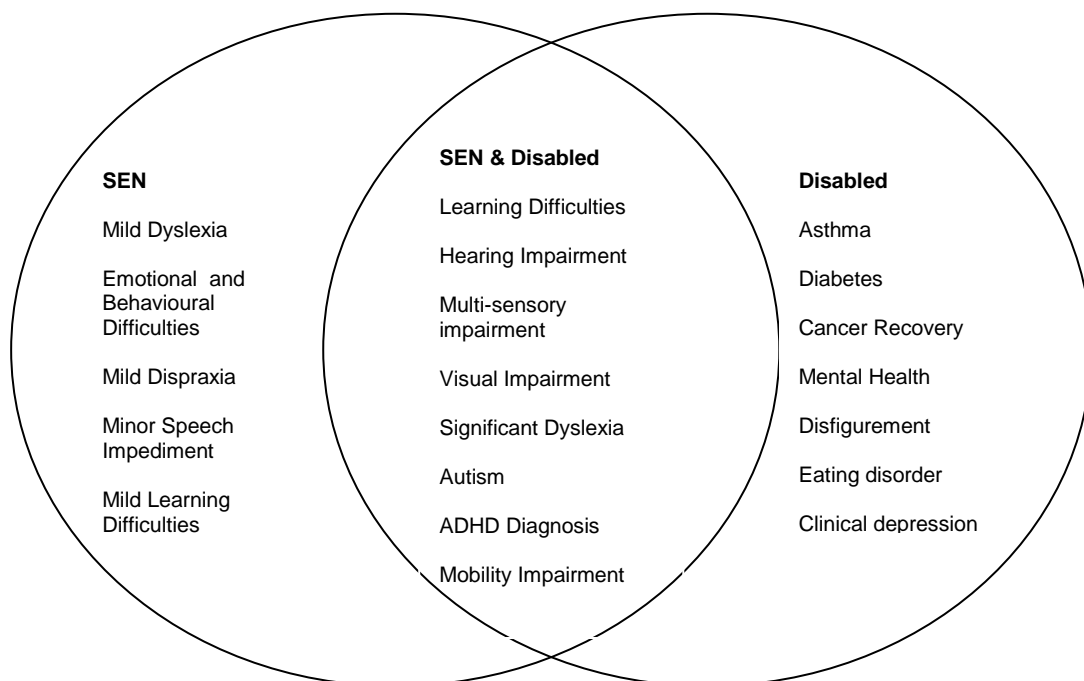 SEN
Mild Dyslexia
Emotional and
Behavioural
Difficulties
Mild Dispraxia
Minor Speech
Impediment
Mild Learning
Difficulties
SEN & Disabled
Learning Difficulties
Hearing Impairment
Multi-sensory
impairment
Visual Impairment
Significant Dyslexia
Autism
ADHD Diagnosis
Mobility Impairment
Disabled
Asthma
Diabetes
Cancer Recovery
Mental Health
Disfigurement
Eating disorder
Clinical depression